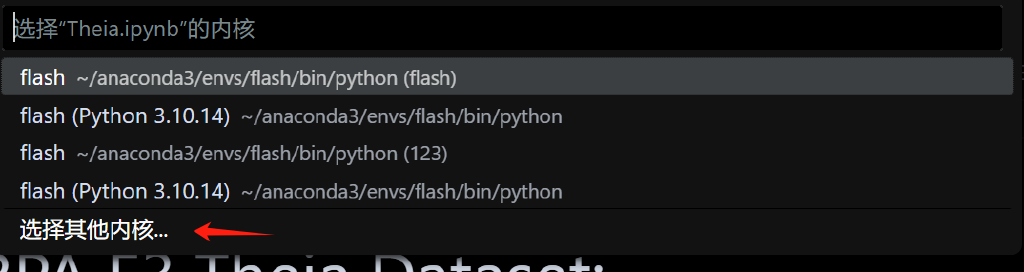 选择“Theia.ipynb”的内核
flash ~/anaconda3/envs/flash/bin/python (flash)
flash (Python 3.10.14) ~/anaconda3/envs/flash/bin/python
flash ~/anaconda3/envs/flash/bin/python (123)
flash (Python 3.10.14) ~/anaconda3/envs/flash/bin/python
选择其他内核...
Theia Dataset: